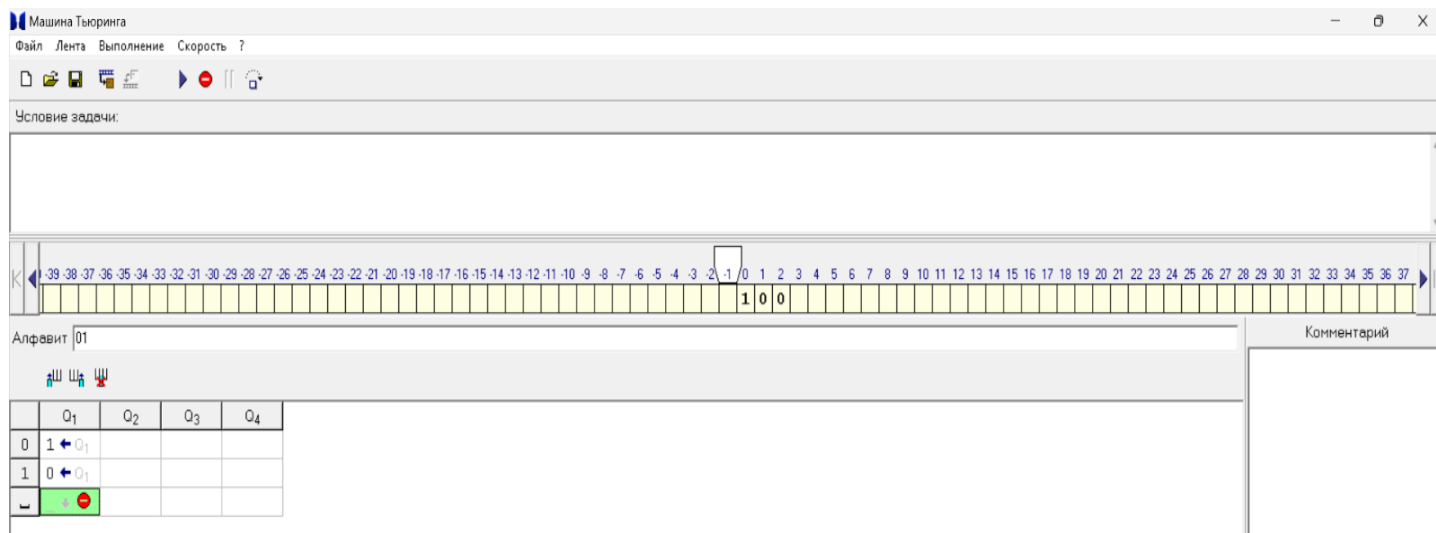 Машина Тьюринга
Файл Лента Выполнение Скорость ?
Условие задачи:
-39 -38 -37 -36 -35 -34 -33 -32 -31 -30 -29 -28 -27 -26 -25 -24 -23 -22 -21 -20 -19 -18 -17 -16 -15 -14 -13 -12 -11 -10 -9 -8 -7 -6 -5 -4 -3 -2 -1 0 1 2 3 4 5 6 7 8 9 10 11 12 13 14 15 16 17 18 19 20 21 22 23 24 25 26 27 28 29 30 31 32 33 34 35 36 37
1 0 0
Алфавит 01
Комментарий
Q1 Q2 Q3 Q4
0 1 Q1
1 0 Q1